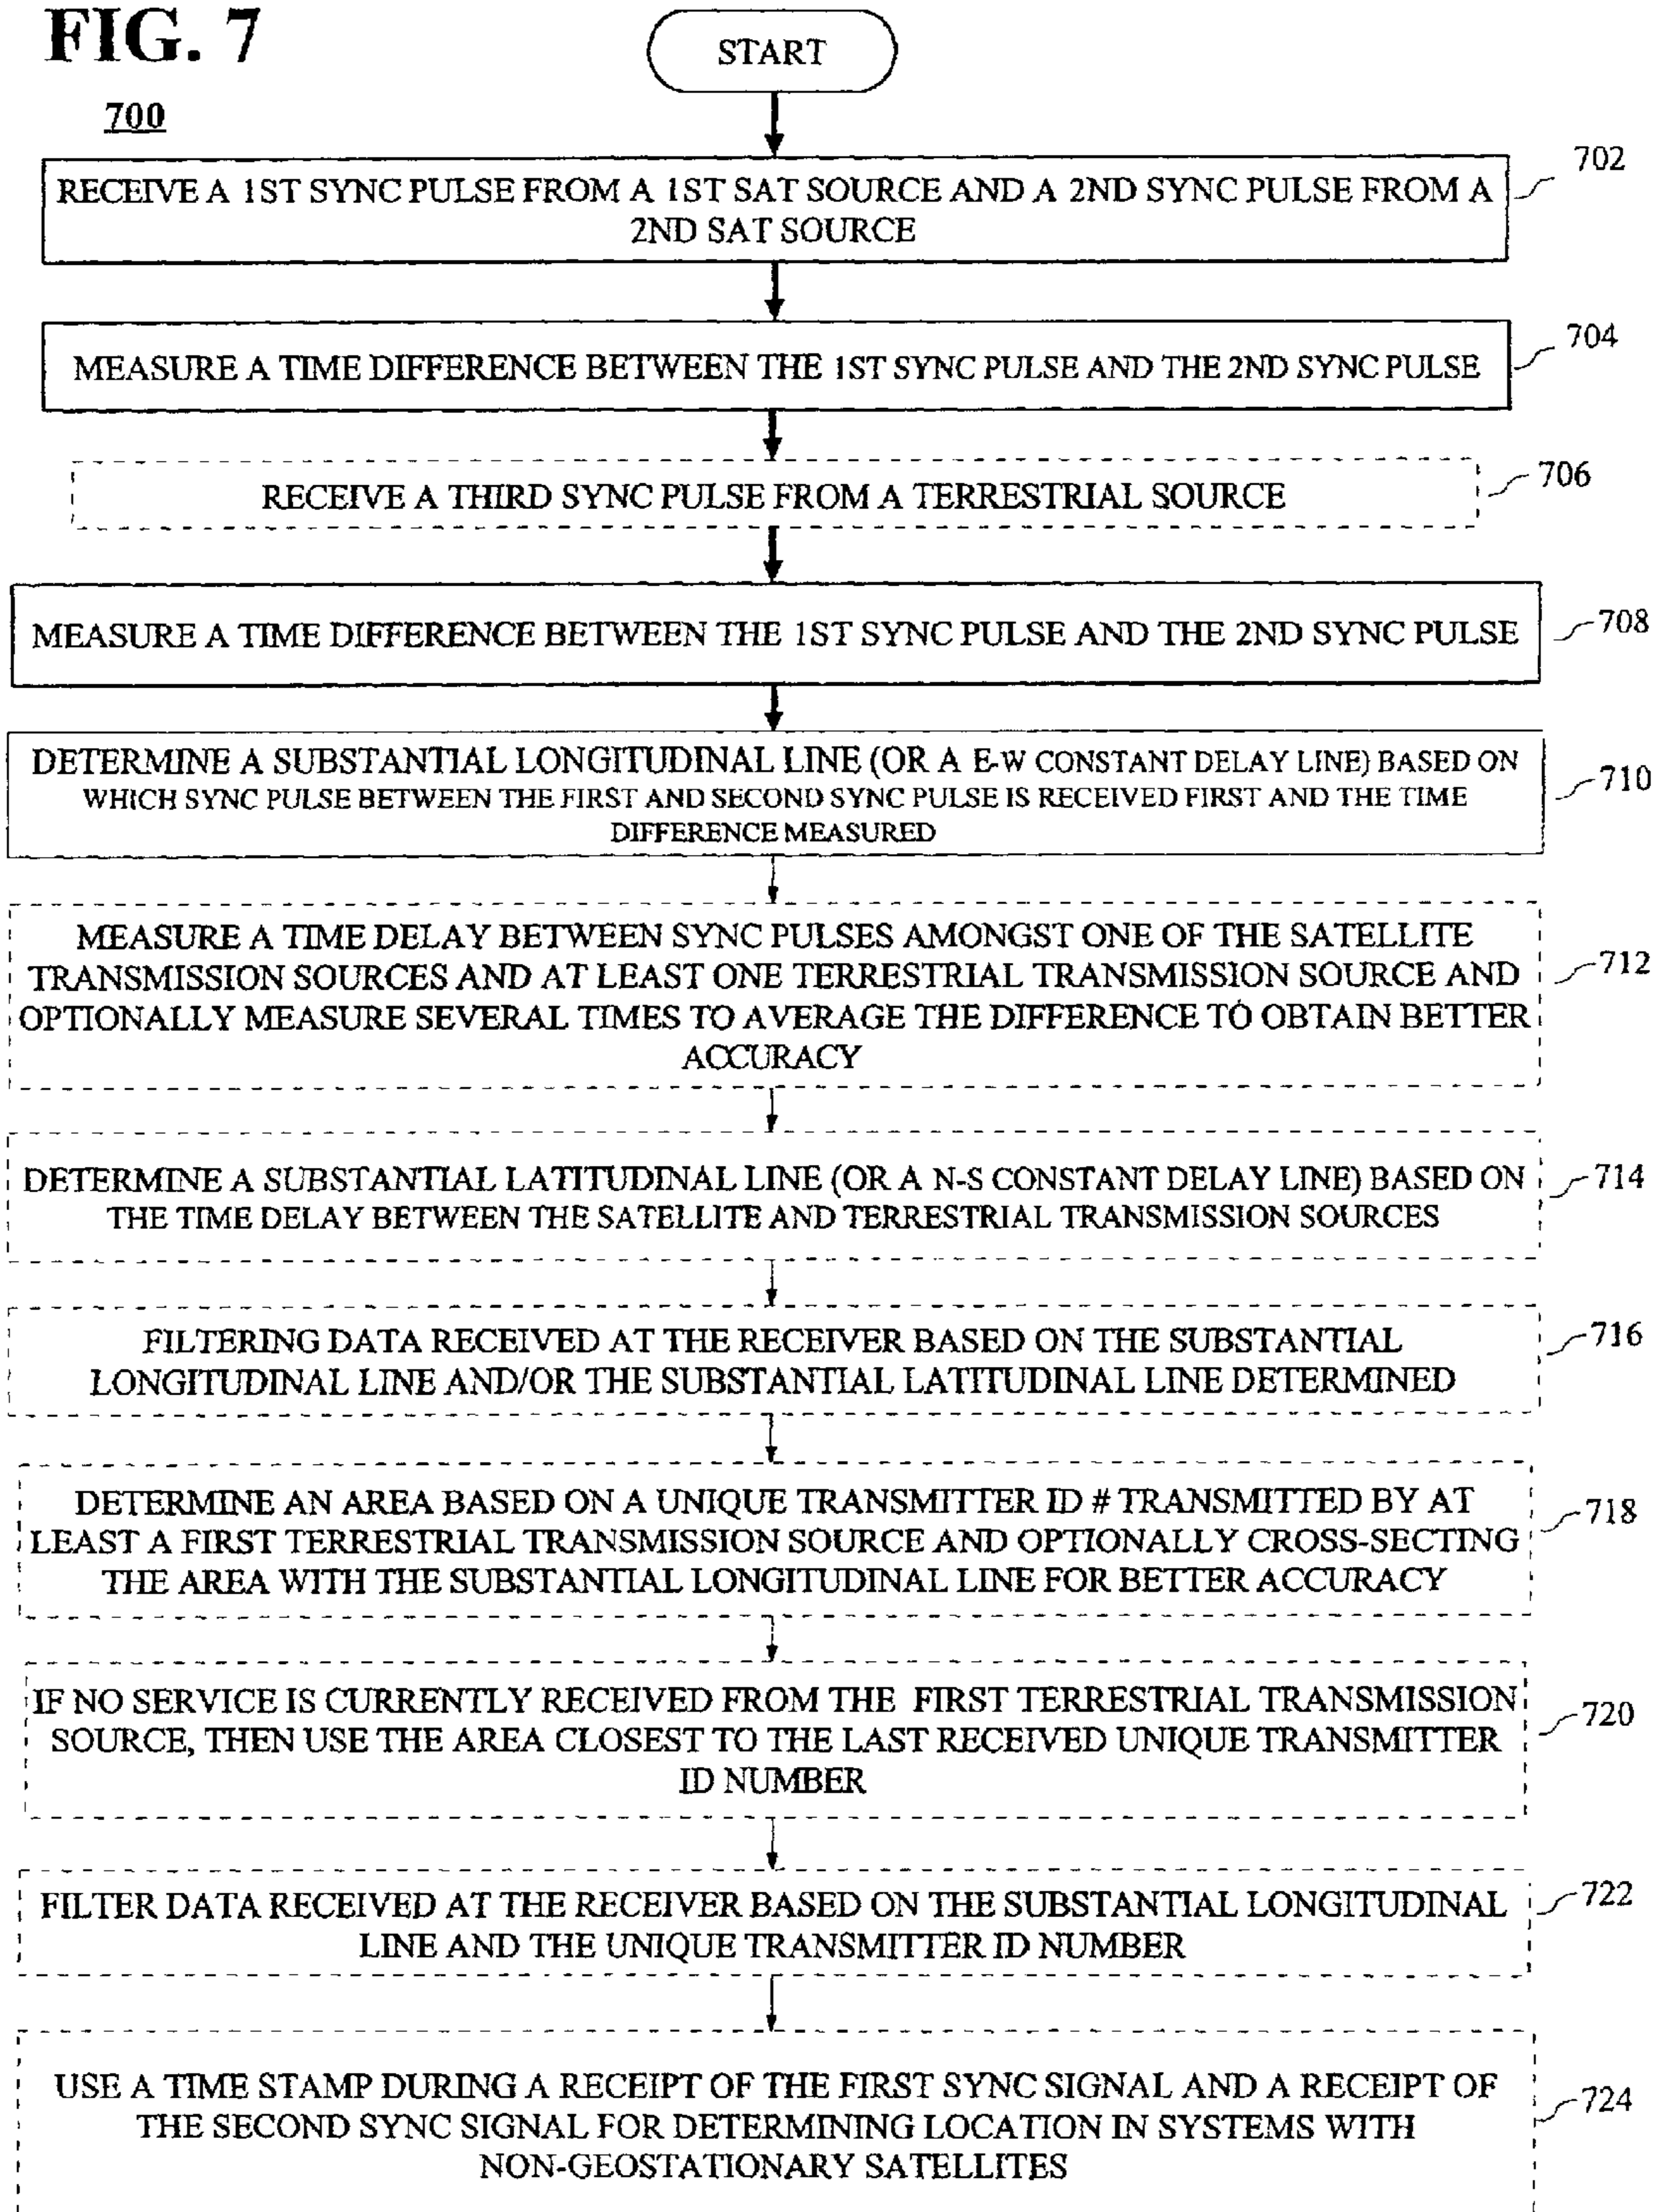 FIG. 7
700
START
RECEIVE A 1ST SYNC PULSE FROM A 1ST SAT SOURCE AND A 2ND SYNC PULSE FROM A
2ND SAT SOURCE
702
MEASURE A TIME DIFFERENCE BETWEEN THE 1ST SYNC PULSE AND THE 2ND SYNC PULSE
704
RECEIVE A THIRD SYNC PULSE FROM A TERRESTRIAL SOURCE
706
MEASURE A TIME DIFFERENCE BETWEEN THE 1ST SYNC PULSE AND THE 2ND SYNC PULSE
708
DETERMINE A SUBSTANTIAL LONGITUDINAL LINE (OR A E-W CONSTANT DELAY LINE) BASED ON
WHICH SYNC PULSE BETWEEN THE FIRST AND SECOND SYNC PULSE IS RECEIVED FIRST AND THE TIME
DIFFERENCE MEASURED
710
MEASURE A TIME DELAY BETWEEN SYNC PULSES AMONGST ONE OF THE SATELLITE
TRANSMISSION SOURCES AND AT LEAST ONE TERRESTRIAL TRANSMISSION SOURCE AND
OPTIONALLY MEASURE SEVERAL TIMES TO AVERAGE THE DIFFERENCE TO OBTAIN BETTER
ACCURACY
712
DETERMINE A SUBSTANTIAL LATITUDINAL LINE (OR A N-S CONSTANT DELAY LINE) BASED ON
THE TIME DELAY BETWEEN THE SATELLITE AND TERRESTRIAL TRANSMISSION SOURCES
714
FILTERING DATA RECEIVED AT THE RECEIVER BASED ON THE SUBSTANTIAL
LONGITUDINAL LINE AND/OR THE SUBSTANTIAL LATITUDINAL LINE DETERMINED
716
DETERMINE AN AREA BASED ON A UNIQUE TRANSMITTER ID # TRANSMITTED BY AT
LEAST A FIRST TERRESTRIAL TRANSMISSION SOURCE AND OPTIONALLY CROSS-SECTING
THE AREA WITH THE SUBSTANTIAL LONGITUDINAL LINE FOR BETTER ACCURACY
718
IF NO SERVICE IS CURRENTLY RECEIVED FROM THE FIRST TERRESTRIAL TRANSMISSION
SOURCE, THEN USE THE AREA CLOSEST TO THE LAST RECEIVED UNIQUE TRANSMITTER
ID NUMBER
720
FILTER DATA RECEIVED AT THE RECEIVER BASED ON THE SUBSTANTIAL LONGITUDINAL
LINE AND THE UNIQUE TRANSMITTER ID NUMBER
722
USE A TIME STAMP DURING A RECEIPT OF THE FIRST SYNC SIGNAL AND A RECEIPT OF
THE SECOND SYNC SIGNAL FOR DETERMINING LOCATION IN SYSTEMS WITH
NON-GEOSTATIONARY SATELLITES
724